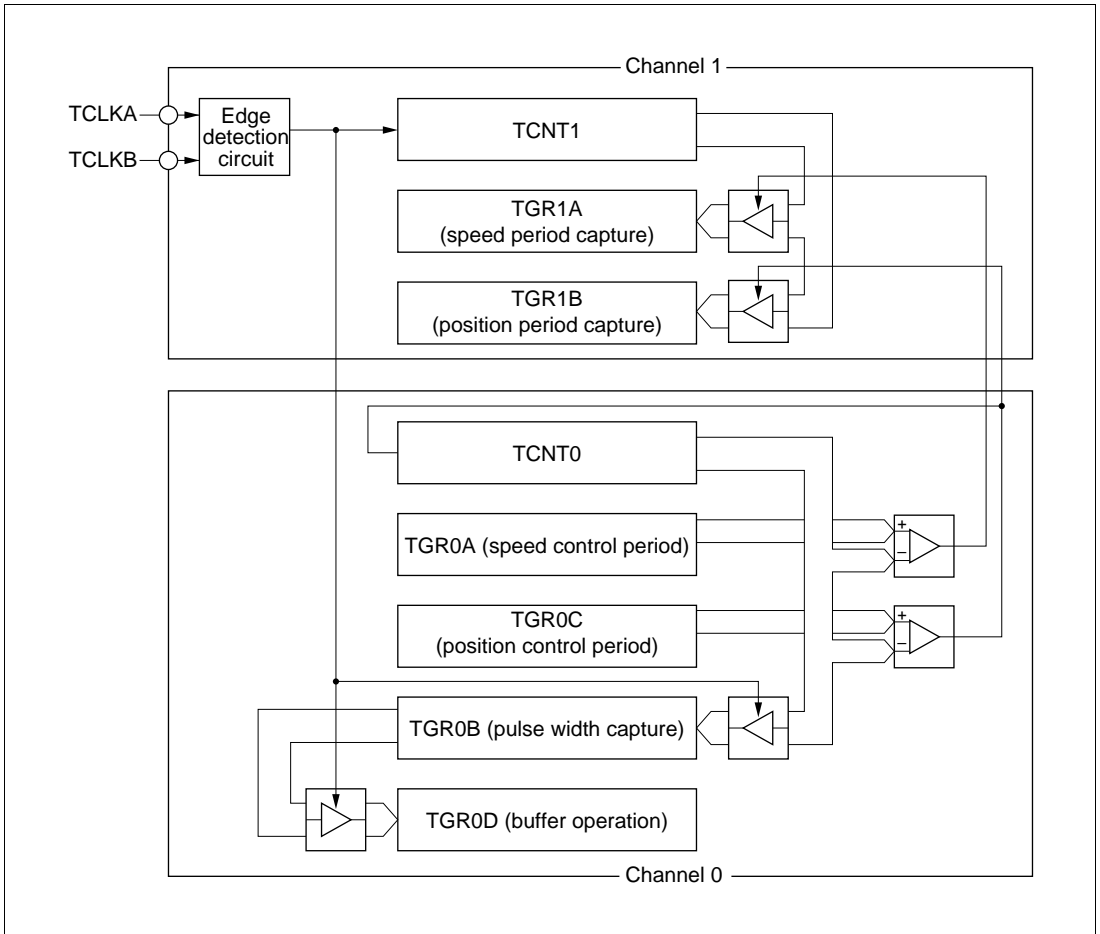 Channel 1
TCLKA
TCLKB
Edge
detection
circuit
TCNT1
TGR1A
(speed period capture)
TGR1B
(position period capture)
TCNT0
TGR0A (speed control period)
+
−
TGR0C
(position control period)
+
−
TGR0B (pulse width capture)
TGR0D (buffer operation)
Channel 0